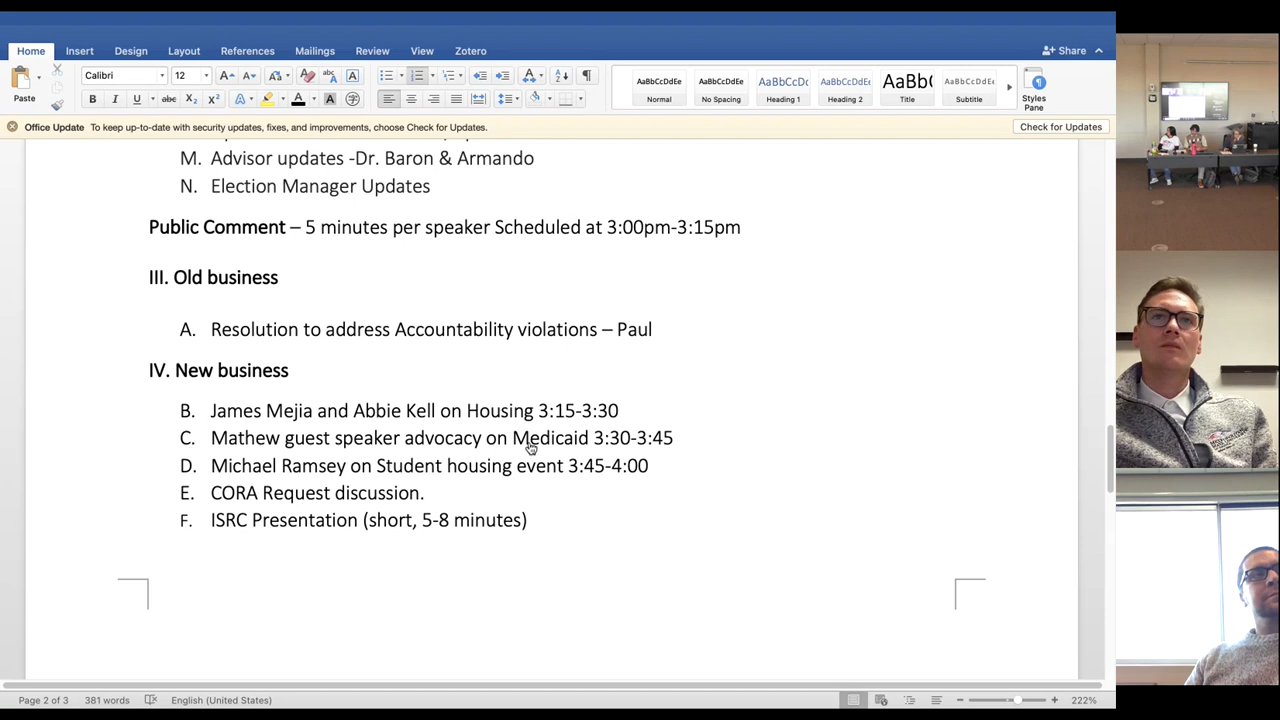 Home Insert Design Layout References Mailings Review View Zotero Share
Calibri 12 AaBbCcDdEe AaBbCcDdEe AaBbCcDc AaBbCcDdEe AaBb( AaBbCcDdEe
Paste Normal No Spacing Heading 1 Heading 2 Title Subtitle Styles Pane
Office Update To keep up-to-date with security updates, fixes, and improvements, choose Check for Updates. Check for Updates
M. Advisor updates -Dr. Baron & Armando
N. Election Manager Updates
Public Comment – 5 minutes per speaker Scheduled at 3:00pm-3:15pm
III. Old business
A. Resolution to address Accountability violations – Paul
IV. New business
B. James Mejia and Abbie Kell on Housing 3:15-3:30
C. Mathew guest speaker advocacy on Medicaid 3:30-3:45
D. Michael Ramsey on Student housing event 3:45-4:00
E. CORA Request discussion.
F. ISRC Presentation (short, 5-8 minutes)
Page 2 of 3 381 words English (United States) 222%